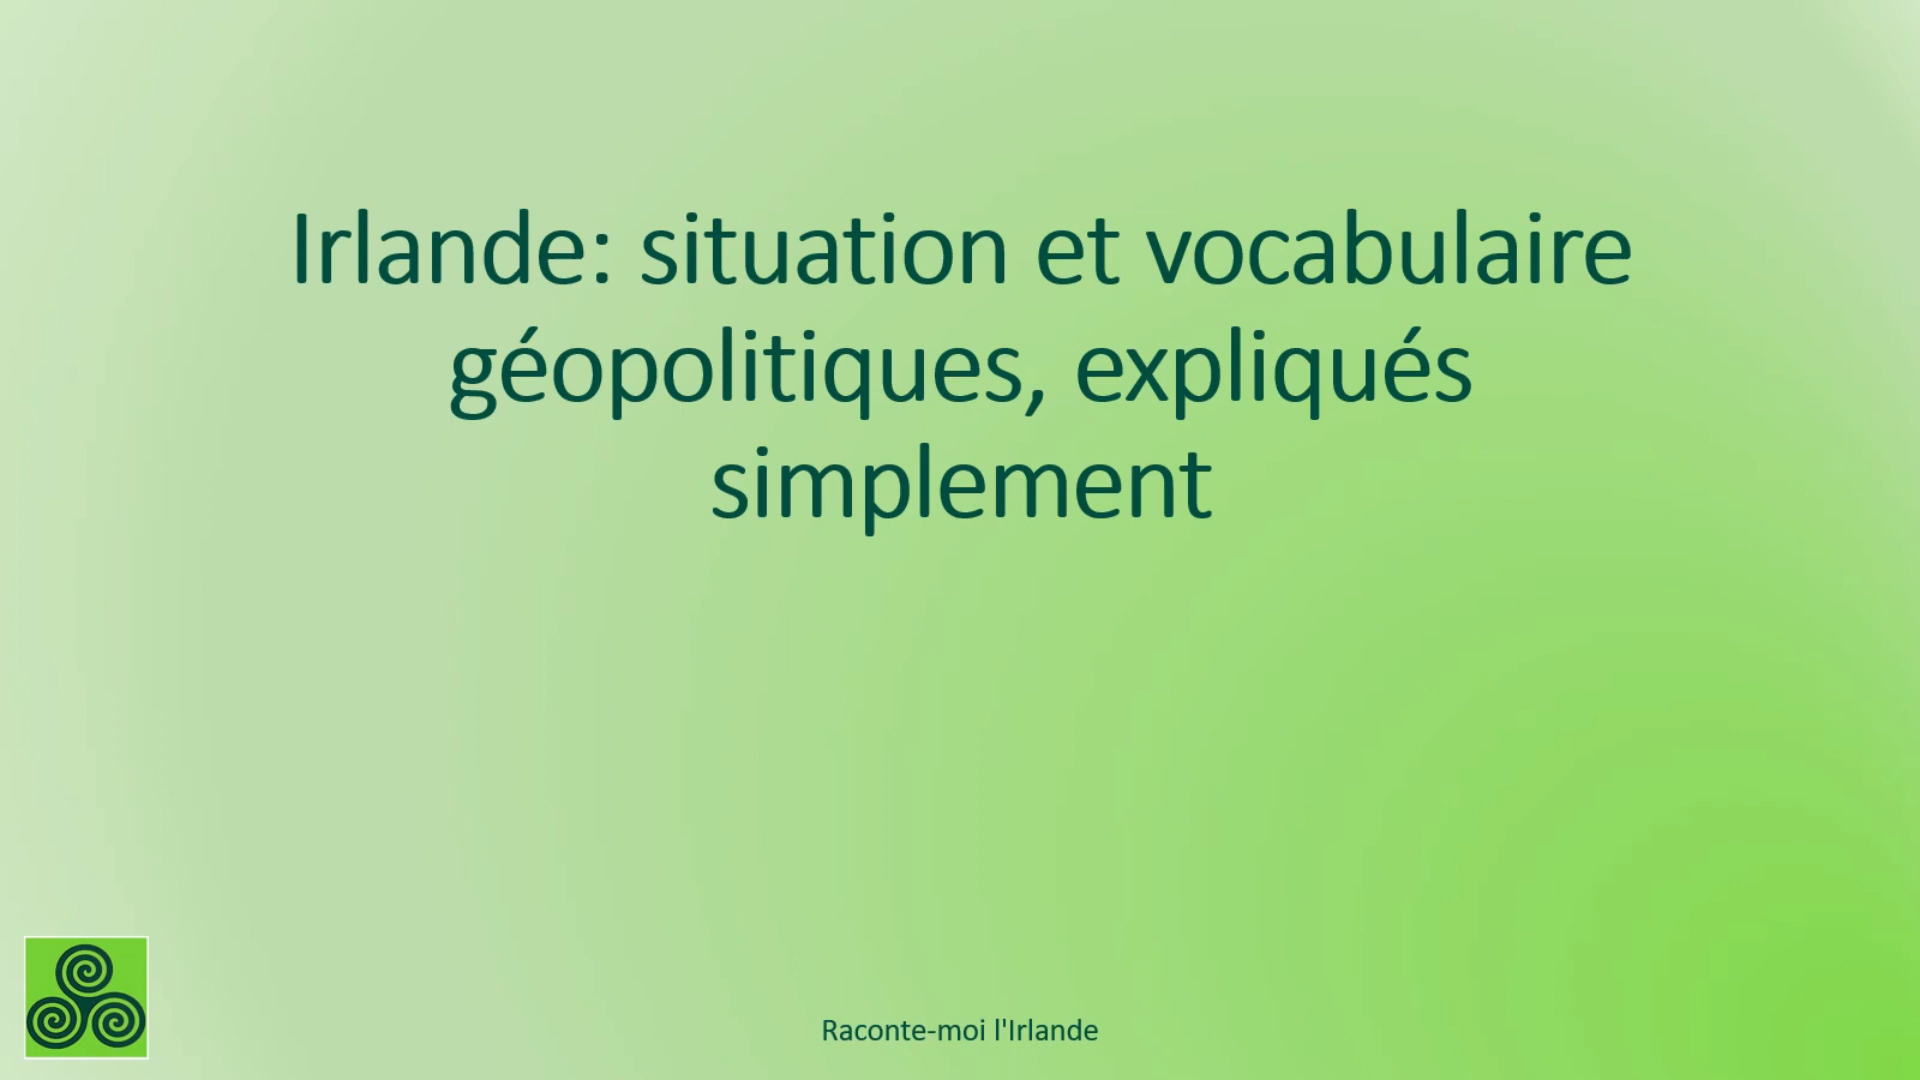 Irlande: situation et vocabulaire
géopolitiques, expliqués
simplement
Raconte-moi l'Irlande